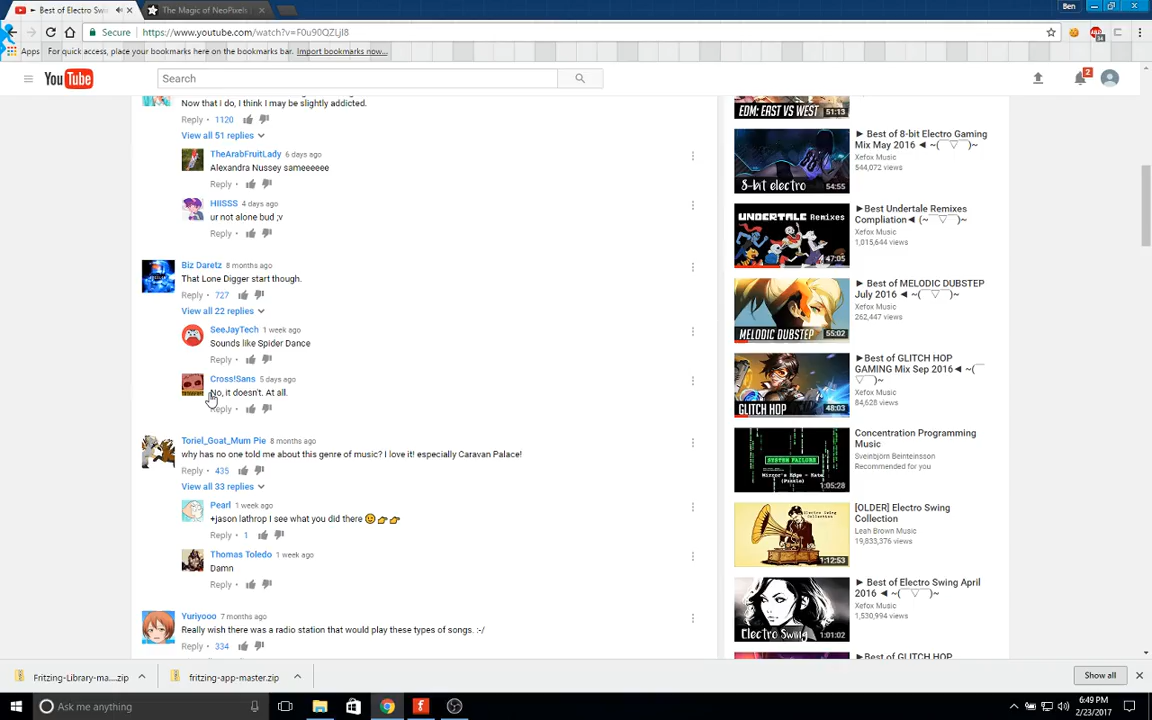 ► Best of Electro Swi
The Magic of NeoPixels
Ben
Secure
https://www.youtube.com/watch?v=F0u90QZLjI8
34
Apps
For quick access, place your bookmarks here on the bookmarks bar.
Import bookmarks now...
YouTube
Search
2
Now that I do, I think I may be slightly addicted.
Reply • 1120
View all 51 replies
TheArabFruitLady 6 days ago
Alexandra Nussey sameeeeee
Reply •
HIISSS 4 days ago
ur not alone bud ;v
Reply •
Biz Daretz 8 months ago
That Lone Digger start though.
Reply • 727
View all 22 replies
SeeJayTech 1 week ago
Sounds like Spider Dance
Reply •
Cross!Sans 5 days ago
No, it doesn't. At all.
Reply •
Toriel_Goat_Mum Pie 8 months ago
why has no one told me about this genre of music? I love it! especially Caravan Palace!
Reply • 435
View all 33 replies
Pearl 1 week ago
+jason lathrop I see what you did there 😉👉👉
Reply • 1
Thomas Toledo 1 week ago
Damn
Reply •
Yuriyooo 7 months ago
Really wish there was a radio station that would play these types of songs. :-/
Reply • 334
EDM: EAST VS WEST
51:13
8-bit electro
54:55
► Best of 8-bit Electro Gaming
Mix May 2016 ◄ ~(￣▽￣)~
Xefox Music
544,072 views
UNDERTALE Remixes
47:05
►Best Undertale Remixes
Compliation◄ (~￣▽￣)~
Xefox Music
1,015,644 views
MELODIC DUBSTEP
55:02
►Best of MELODIC DUBSTEP
July 2016 ◄ ~(￣▽￣)~
Xefox Music
262,447 views
GLITCH HOP
48:03
►Best of GLITCH HOP
GAMING Mix Sep 2016 ◄ ~(￣
▽￣)~
Xefox Music
84,628 views
SYSTEM FAILURE
Mirror's Edge - Kate
(Puzzle)
1:05:28
Concentration Programming
Music
Sveinbjörn Beinteinsson
Recommended for you
Electro Swing
Collection
1:12:53
[OLDER] Electro Swing
Collection
Leah Brown Music
19,833,376 views
Electro Swing
1:01:02
► Best of Electro Swing April
2016 ◄ ~(￣▽￣)~
Xefox Music
1,530,994 views
►Best of GLITCH HOP
Fritzing-Library-ma....zip
fritzing-app-master.zip
Show all
Ask me anything
6:49 PM
2/23/2017